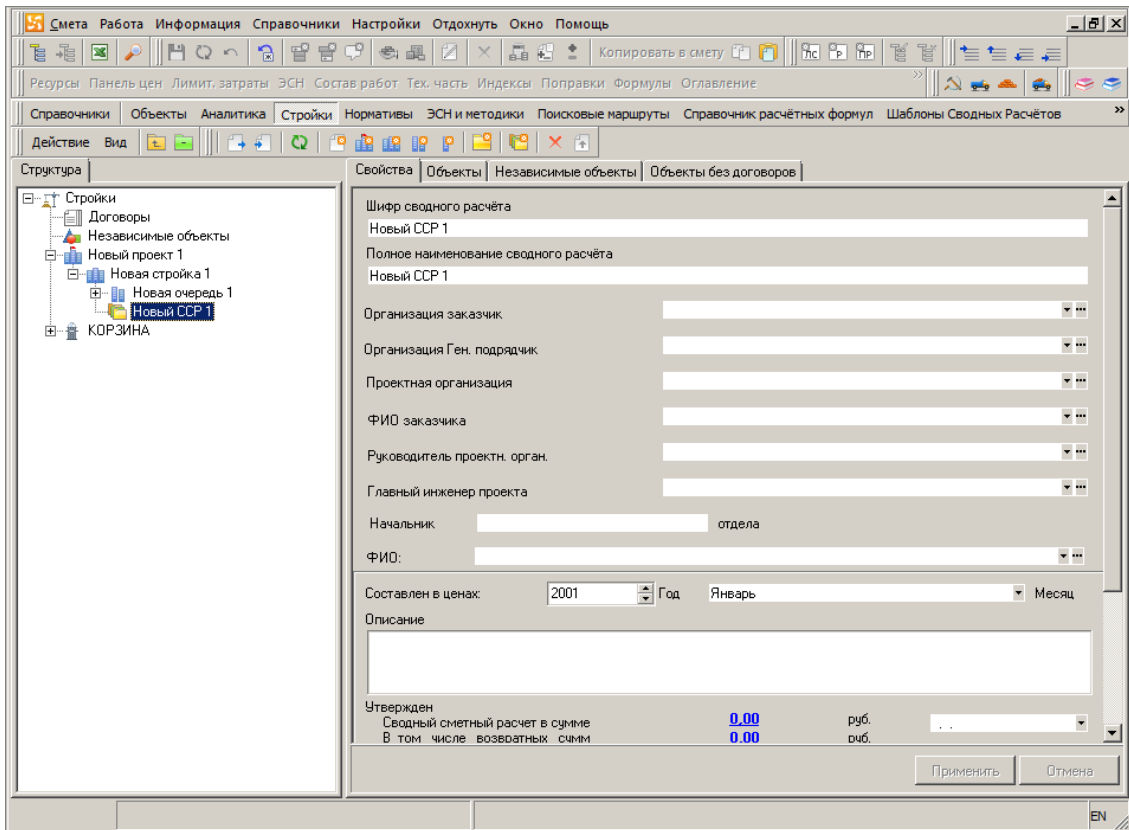 Смета Работа Информация Справочники Настройки Отдохнуть Окно Помощь
Копировать в смету ПС Р ПР
Ресурсы Панель цен Лимит. затраты ЭСН Состав работ Тех. часть Индексы Поправки Формулы Оглавление
Справочники Объекты Аналитика Стройки Нормативы ЭСН и методики Поисковые маршруты Справочник расчётных формул Шаблоны Сводных Расчётов
Действие Вид
Структура
Свойства Объекты Независимые объекты Объекты без договоров
Стройки
Договоры
Независимые объекты
Новый проект 1
Новая стройка 1
Новая очередь 1
Новый ССР 1
КОРЗИНА
Шифр сводного расчёта
Новый ССР 1
Полное наименование сводного расчёта
Новый ССР 1
Организация заказчик
Организация Ген. подрядчик
Проектная организация
ФИО заказчика
Руководитель проектн. орган.
Главный инженер проекта
Начальник отдела
ФИО:
Составлен в ценах: 2001 Год Январь Месяц
Описание
Утвержден
Сводный сметный расчет в сумме 0,00 руб. . .
В том числе возвратных сумм 0,00 руб.
Применить Отмена
EN